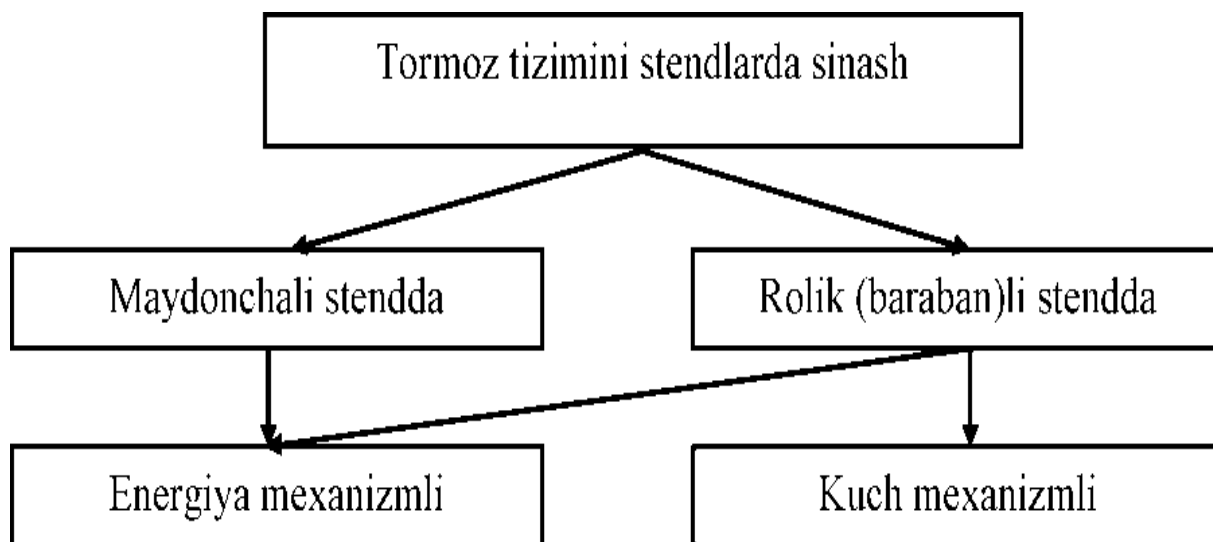 Tormoz tizimini stendlarda sinash
Maydonchali stendda
Rolik (baraban)li stendda
Energiya mexanizmli
Kuch mexanizmli